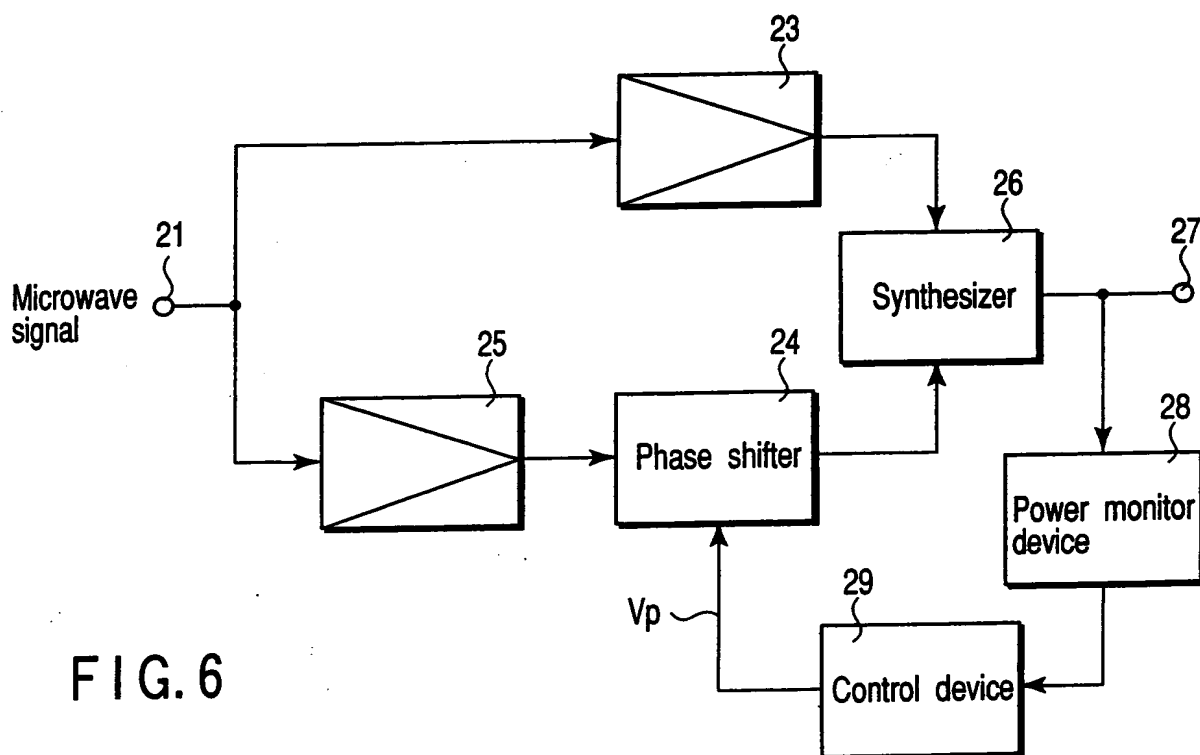 23
26
27
21
Microwave
signal
Synthesizer
25
24
28
Phase shifter
Power monitor
device
29
Vp
Control device
FIG. 6